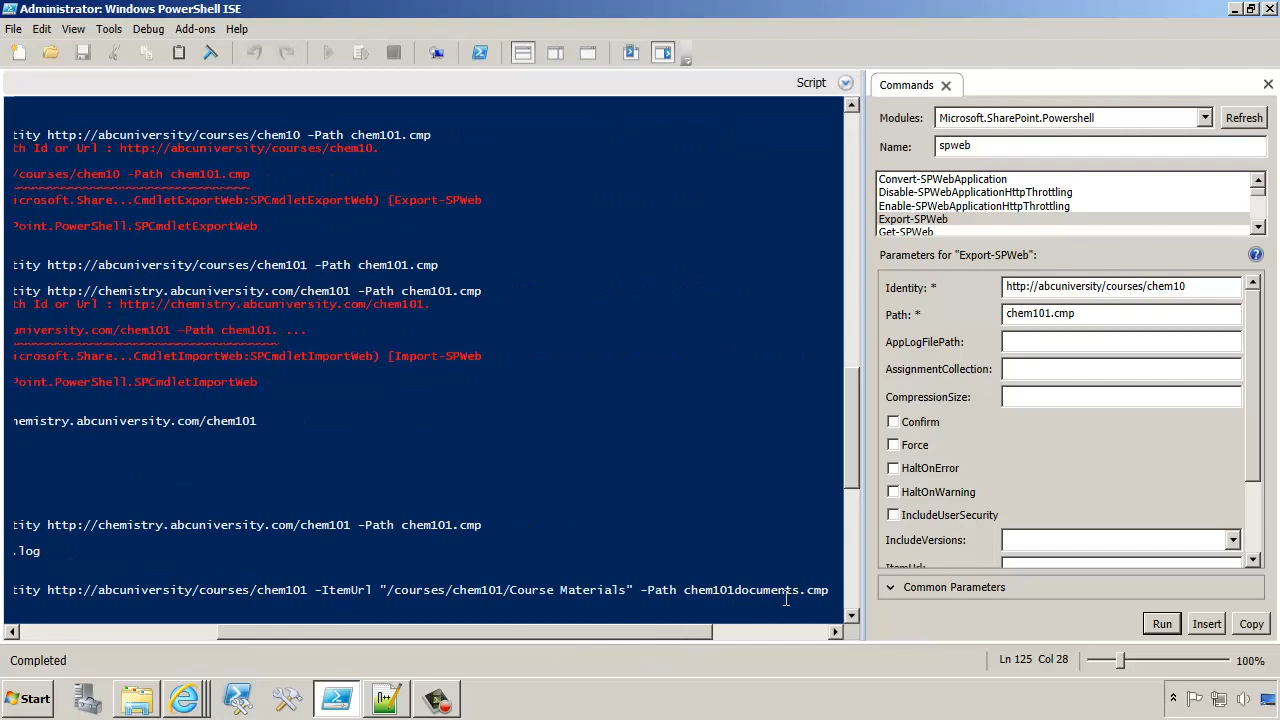 Administrator: Windows PowerShell ISE
File Edit View Tools Debug Add-ons Help
Script
tity http://abcuniversity/courses/chem10 -Path chem101.cmp
th Id or Url : http://abcuniversity/courses/chem10.
/courses/chem10 -Path chem101.cmp
~~~~~~~~~~~~~~~~~~~~~~~~~~~~~~~~~
icrosoft.Share...CmdletExportWeb:SPCmdletExportWeb) [Export-SPWeb
Point.PowerShell.SPCmdletExportWeb
tity http://abcuniversity/courses/chem101 -Path chem101.cmp
tity http://chemistry.abcuniversity.com/chem101 -Path chem101.cmp
th Id or Url : http://chemistry.abcuniversity.com/chem101.
university.com/chem101 -Path chem101. ...
~~~~~~~~~~~~~~~~~~~~~~~~~~~~~~~~~~~~~
icrosoft.Share...CmdletImportWeb:SPCmdletImportWeb) [Import-SPWeb
Point.PowerShell.SPCmdletImportWeb
hemistry.abcuniversity.com/chem101
tity http://chemistry.abcuniversity.com/chem101 -Path chem101.cmp
.log
tity http://abcuniversity/courses/chem101 -ItemUrl "/courses/chem101/Course Materials" -Path chem101documents.cmp
Commands
Modules: Microsoft.SharePoint.Powershell Refresh
Name: spweb
Convert-SPWebApplication
Disable-SPWebApplicationHttpThrottling
Enable-SPWebApplicationHttpThrottling
Export-SPWeb
Get-SPWeb
Parameters for "Export-SPWeb":
Identity: * http://abcuniversity/courses/chem10
Path: * chem101.cmp
AppLogFilePath:
AssignmentCollection:
CompressionSize:
Confirm
Force
HaltOnError
HaltOnWarning
IncludeUserSecurity
IncludeVersions:
ItemUrl:
Common Parameters
Run Insert Copy
Completed
Ln 125 Col 28
100%
Start